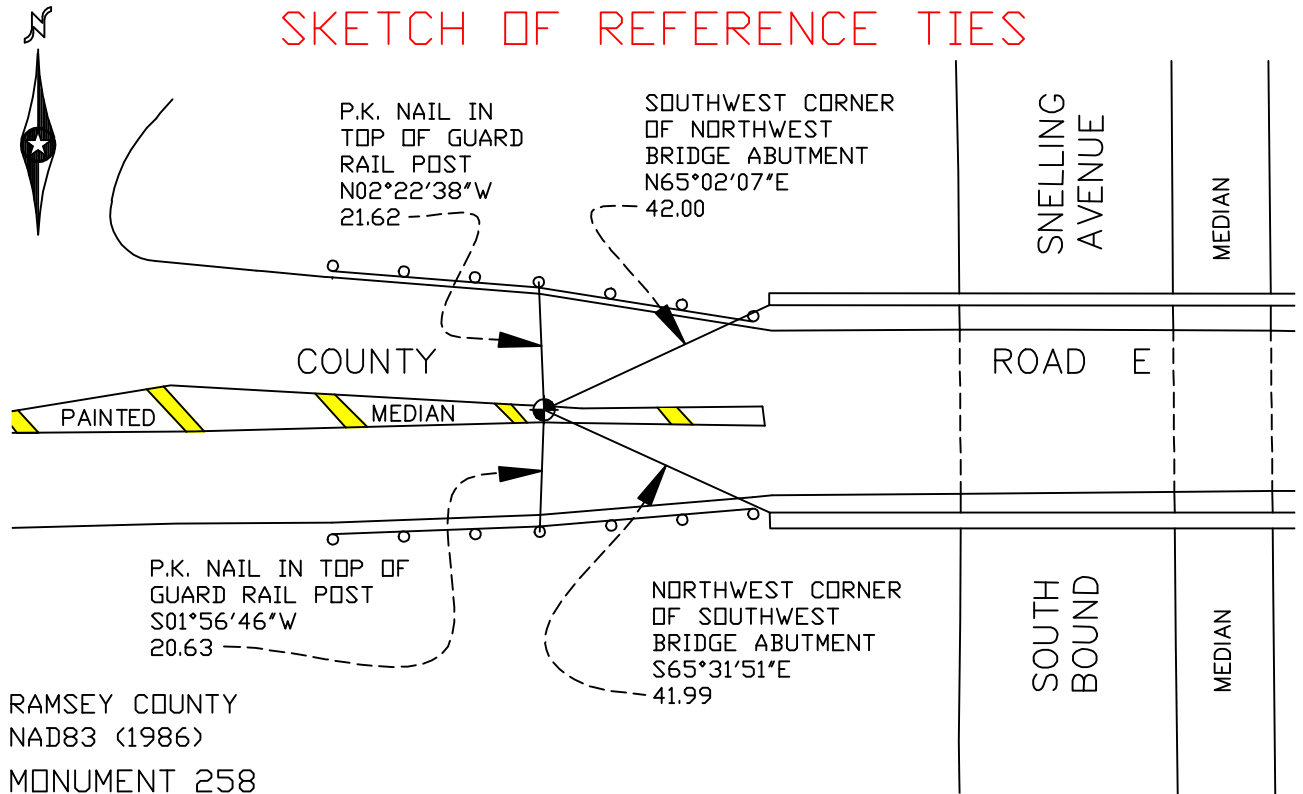 N
SKETCH OF REFERENCE TIES
P.K. NAIL IN
TOP OF GUARD
RAIL POST
N02°22'38"W
21.62
SOUTHWEST CORNER
OF NORTHWEST
BRIDGE ABUTMENT
N65°02'07"E
42.00
SNELLING
AVENUE
MEDIAN
COUNTY
ROAD E
PAINTED
MEDIAN
P.K. NAIL IN TOP OF
GUARD RAIL POST
S01°56'46"W
20.63
NORTHWEST CORNER
OF SOUTHWEST
BRIDGE ABUTMENT
S65°31'51"E
41.99
SOUTH
BOUND
MEDIAN
RAMSEY COUNTY
NAD83 (1986)
MONUMENT 258